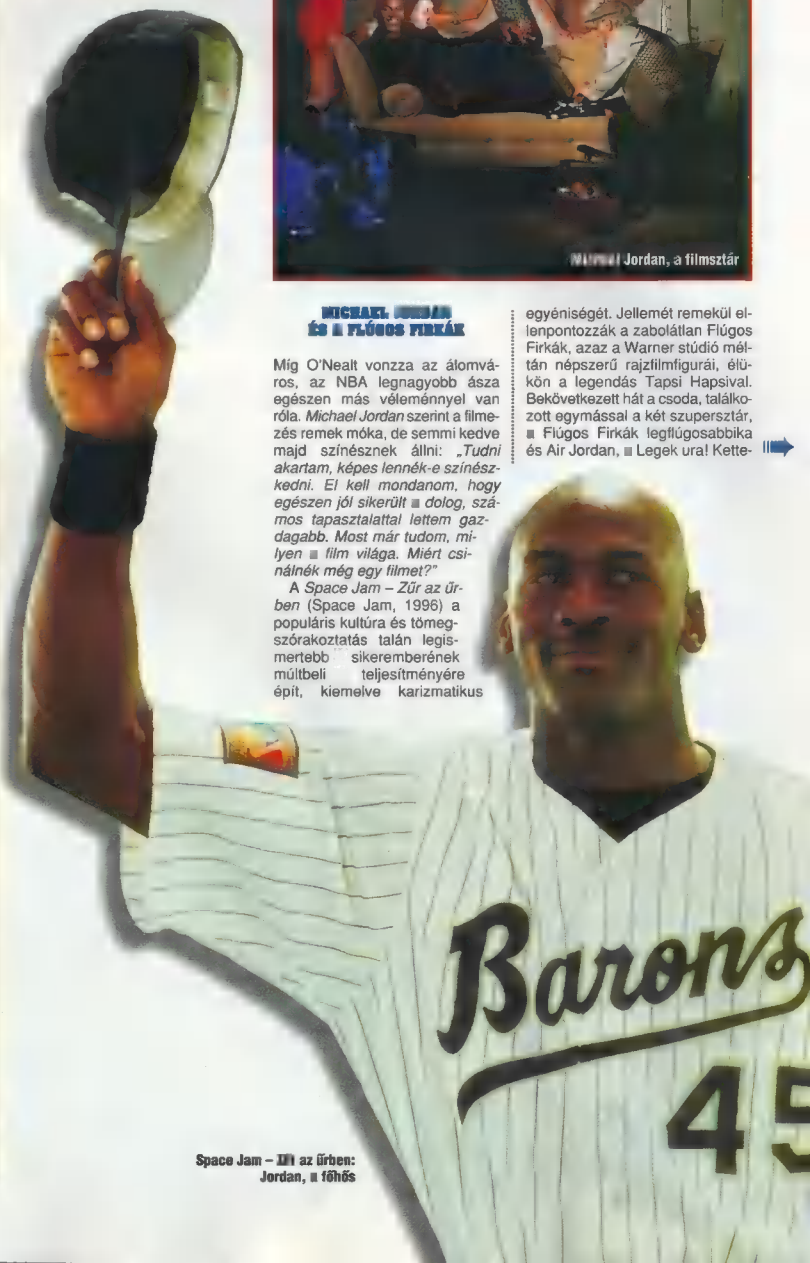 Jordan, a filmsztár
MICHAEL
ÉS A FLÚGOS FIRKÁK
Míg O'Nealt vonzza az álomvá-
ros, az NBA legnagyobb ásza
egészen más véleménnyel van
róla. Michael Jordan szerint a filme-
zés remek móka, de semmi kedve
majd színésznek állni: „Tudni
akartam, képes lennék-e színész-
kedni. El kell mondanom, hogy
egészen jól sikerült dolog, szá-
mos tapasztalattal lettem gaz-
dagabb. Most már tudom, mi-
lyen film világa. Miért csi-
nálnék még egy filmet?"
A Space Jam – Zűr az űr-
ben (Space Jam, 1996) a
populáris kultúra és tömeg-
szórakoztatás talán legis-
mertebb sikeremberének
múltbeli teljesítményére
épít, kiemelve karizmatikus
egyéniségét. Jellemét remekül el-
lenpontozzák a zabolátlan Flúgos
Firkák, azaz a Warner stúdió mél-
tán népszerű rajzfilmfigurái, élü-
kön a legendás Tapsi Hapsival.
Bekövetkezett hát a csoda, találko-
zott egymással a két szupersztár,
Flúgos Firkák legflúgosabbika
és Air Jordan, Legek ura! Kette-
Barons
45
Space Jam – az űrben:
Jordan, főhős